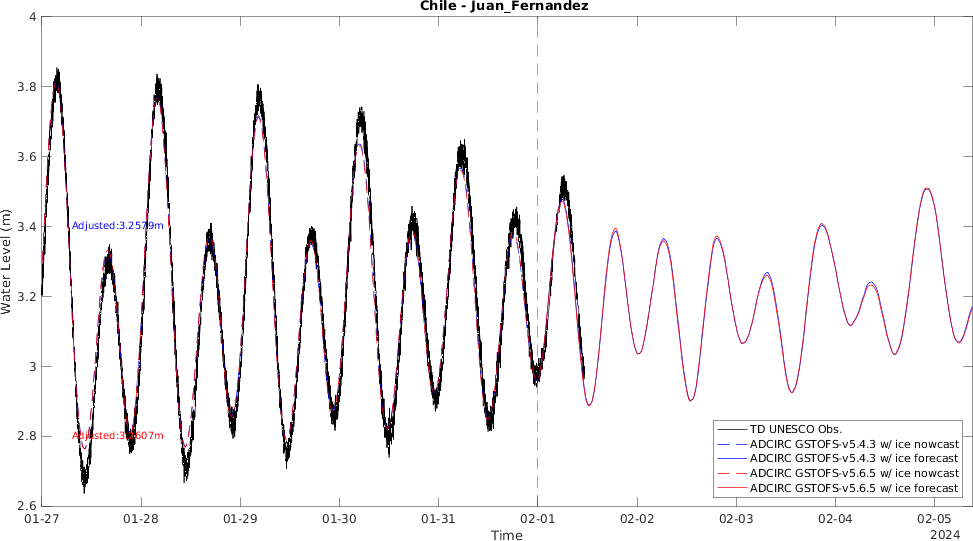 Chile - Juan_Fernandez
4
3.8
3.6
3.4
3.2
3
2.8
2.6
Water Level (m)
Adjusted:3.2579m
Adjusted:3.2607m
TD UNESCO Obs.
ADCIRC GSTOFS-v5.4.3 w/ ice nowcast
ADCIRC GSTOFS-v5.4.3 w/ ice forecast
ADCIRC GSTOFS-v5.6.5 w/ ice nowcast
ADCIRC GSTOFS-v5.6.5 w/ ice forecast
01-27 01-28 01-29 01-30 01-31 02-01 02-02 02-03 02-04 02-05
Time 2024